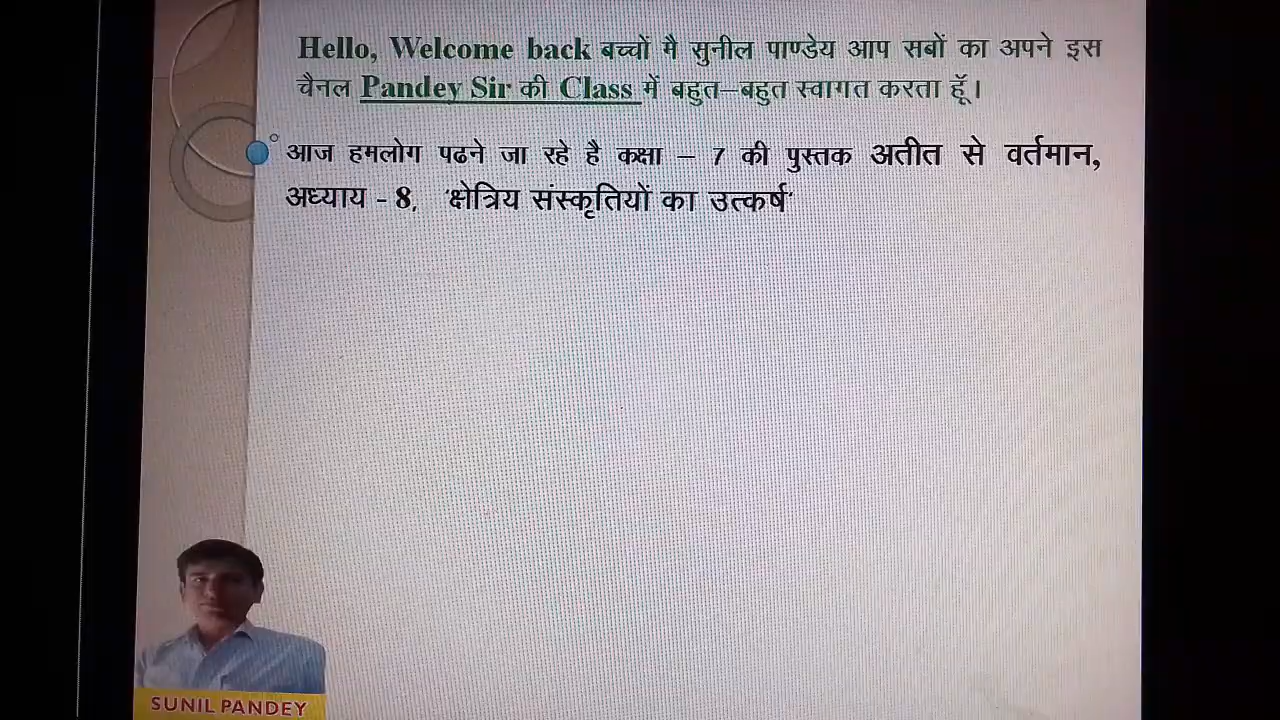 Hello, Welcome back बच्चों मै सुनील पाण्डेय आप सबों का अपने इस
चैनल Pandey Sir की Class में बहुत–बहुत स्वागत करता हूॅ।
आज हमलोग पढने जा रहे है कक्षा – 7 की पुस्तक अतीत से वर्तमान,
अध्याय - 8, 'क्षेत्रिय संस्कृतियों का उत्कर्ष'
SUNIL PANDEY